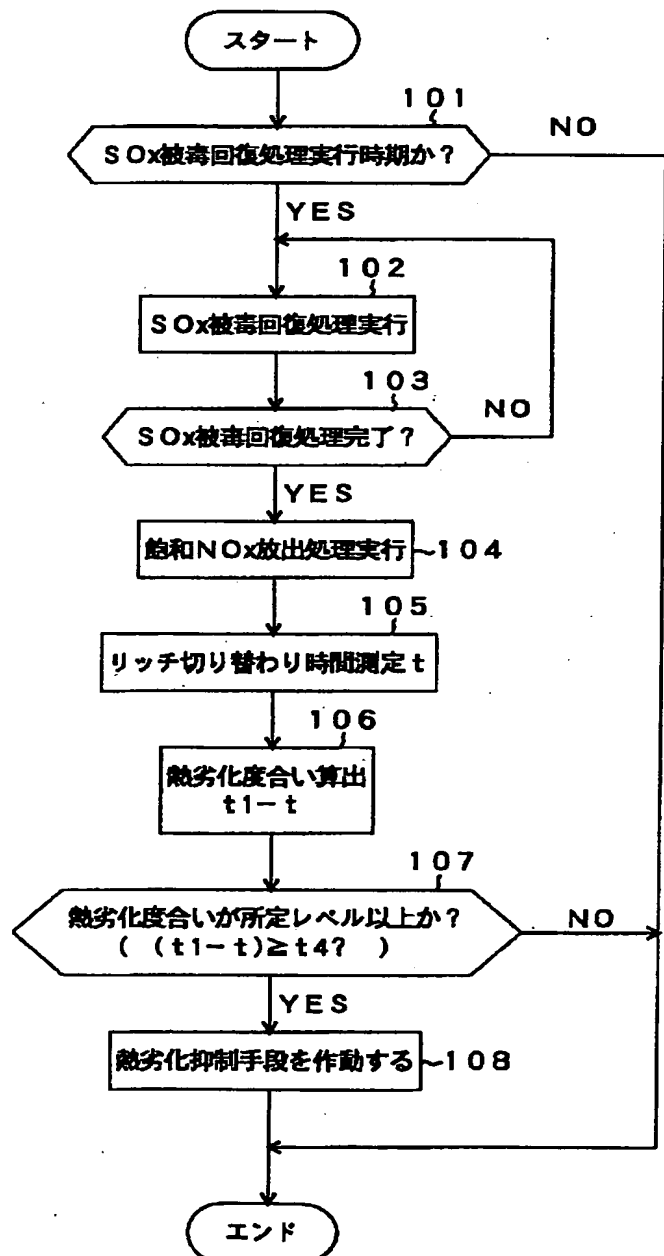 スタート
101
SOx被毒回復処理実行時期か？
NO
YES
102
SOx被毒回復処理実行
103
SOx被毒回復処理完了？
NO
YES
飽和NOx放出処理実行
104
105
リッチ切り替わり時間測定t
106
熱劣化度合い算出
t1－t
107
熱劣化度合いが所定レベル以上か？
（（t1－t）≥t4？）
NO
YES
熱劣化抑制手段を作動する
108
エンド